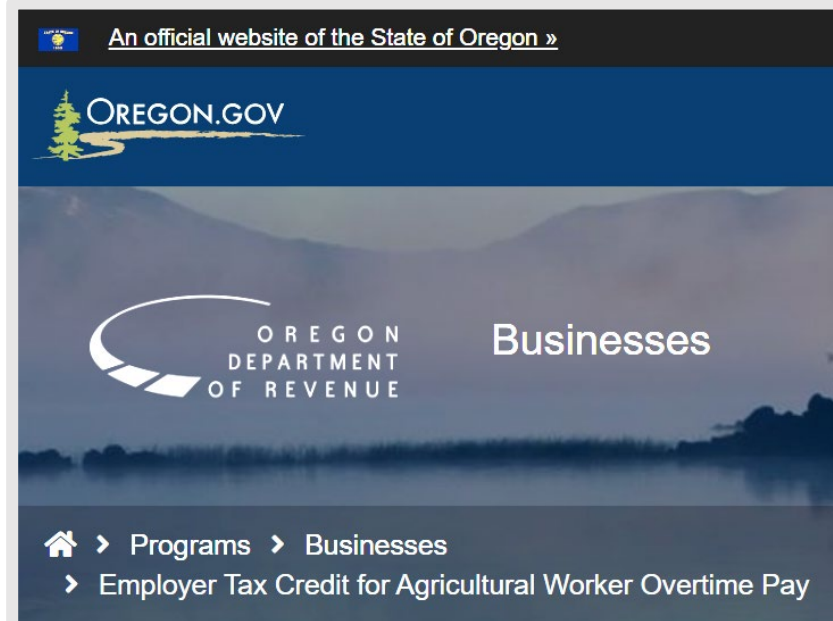 An official website of the State of Oregon »
OREGON.GOV
OREGON
DEPARTMENT
OF REVENUE
Businesses
Programs > Businesses
> Employer Tax Credit for Agricultural Worker Overtime Pay